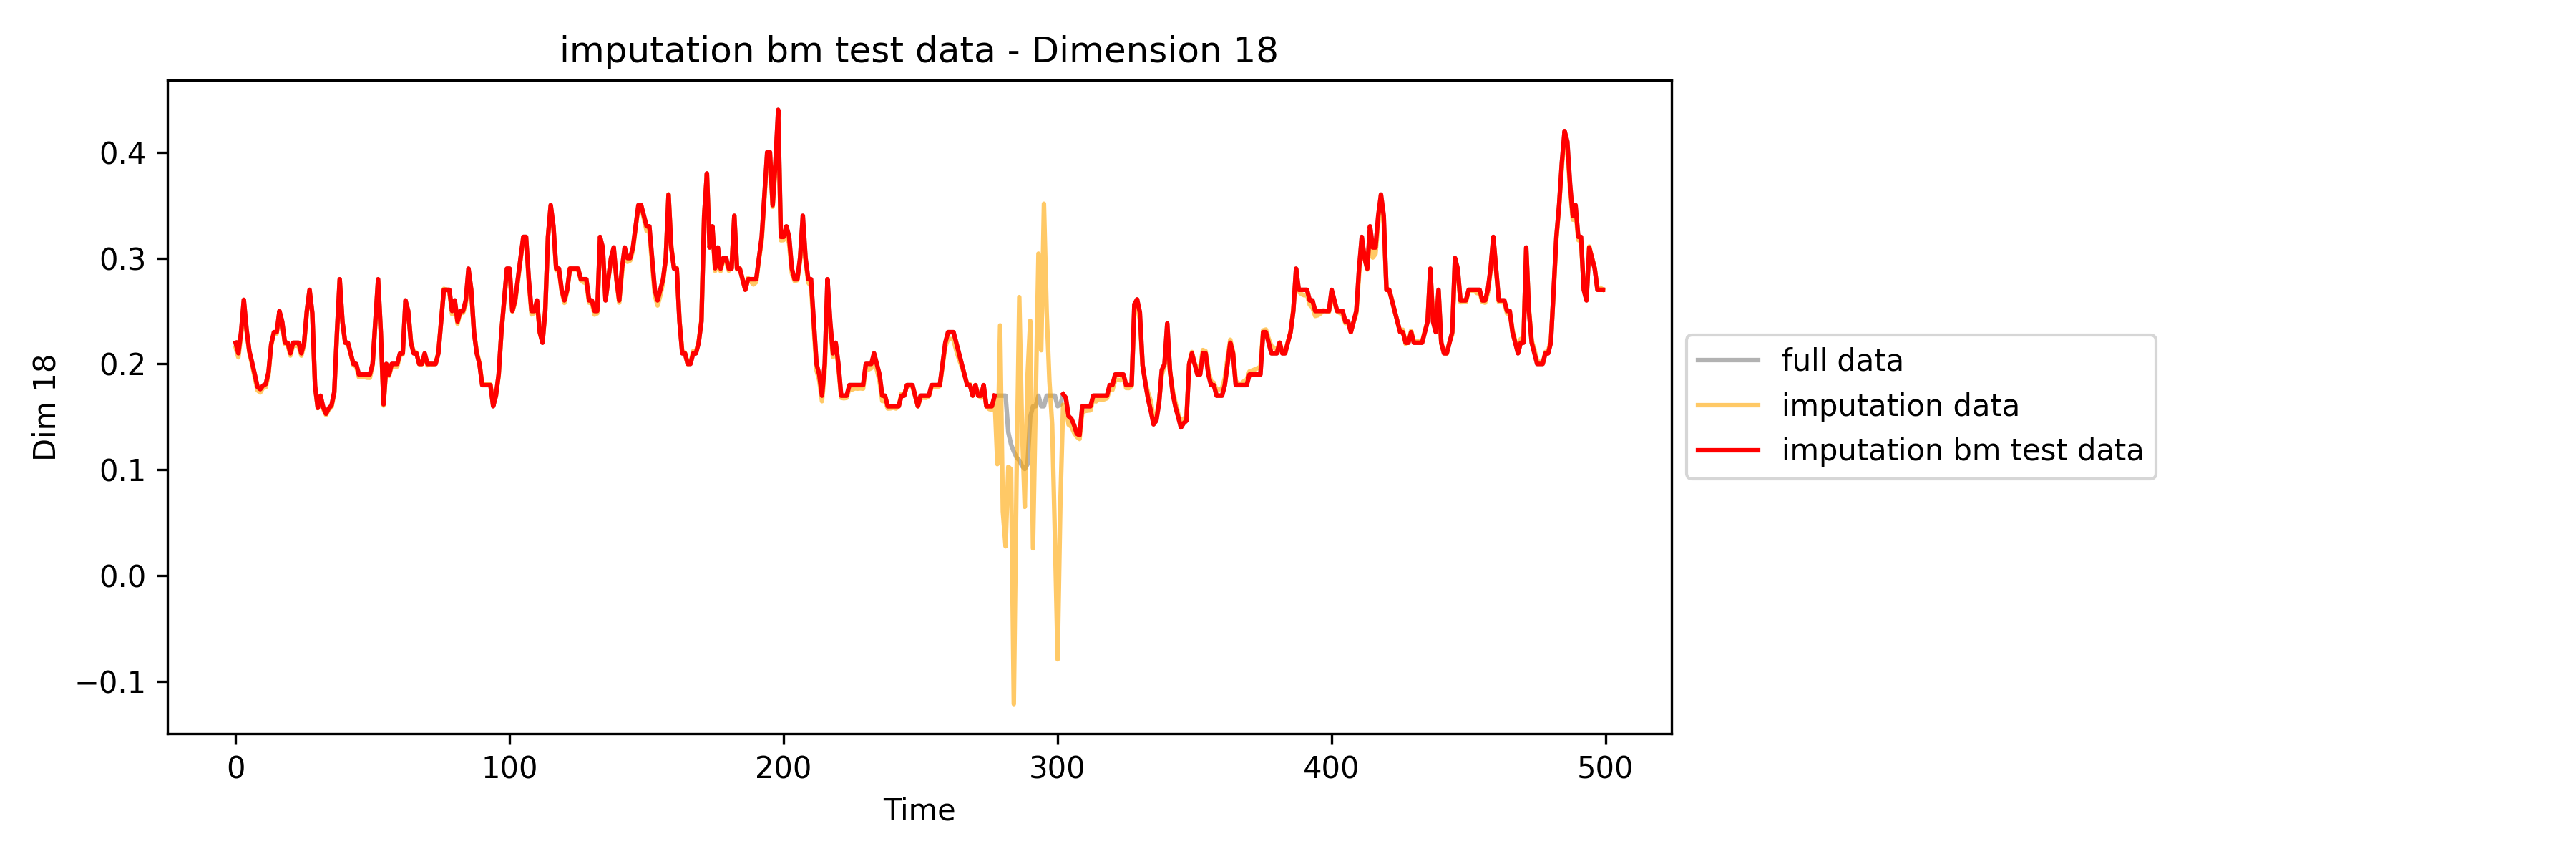 imputation bm test data - Dimension 18
0.4
0.3
0.2
0.1
0.0
−0.1
Dim 18
0 100 200 300 400 500
Time
full data
imputation data
imputation bm test data